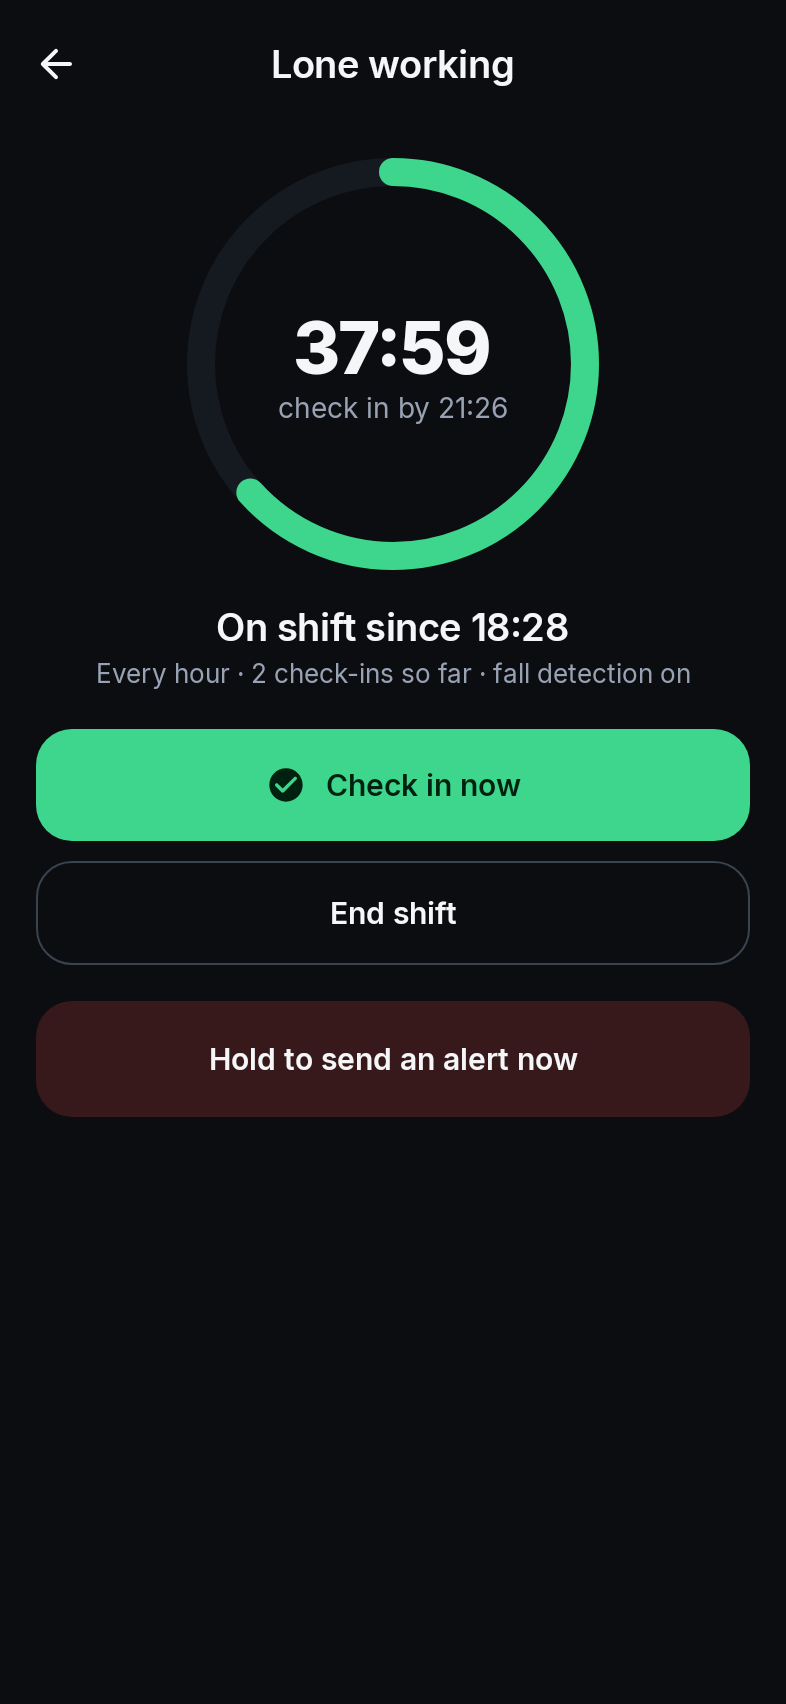 Lone working
37:59
check in by 21:26
On shift since 18:28
Every hour · 2 check-ins so far · fall detection on
Check in now
End shift
Hold to send an alert now